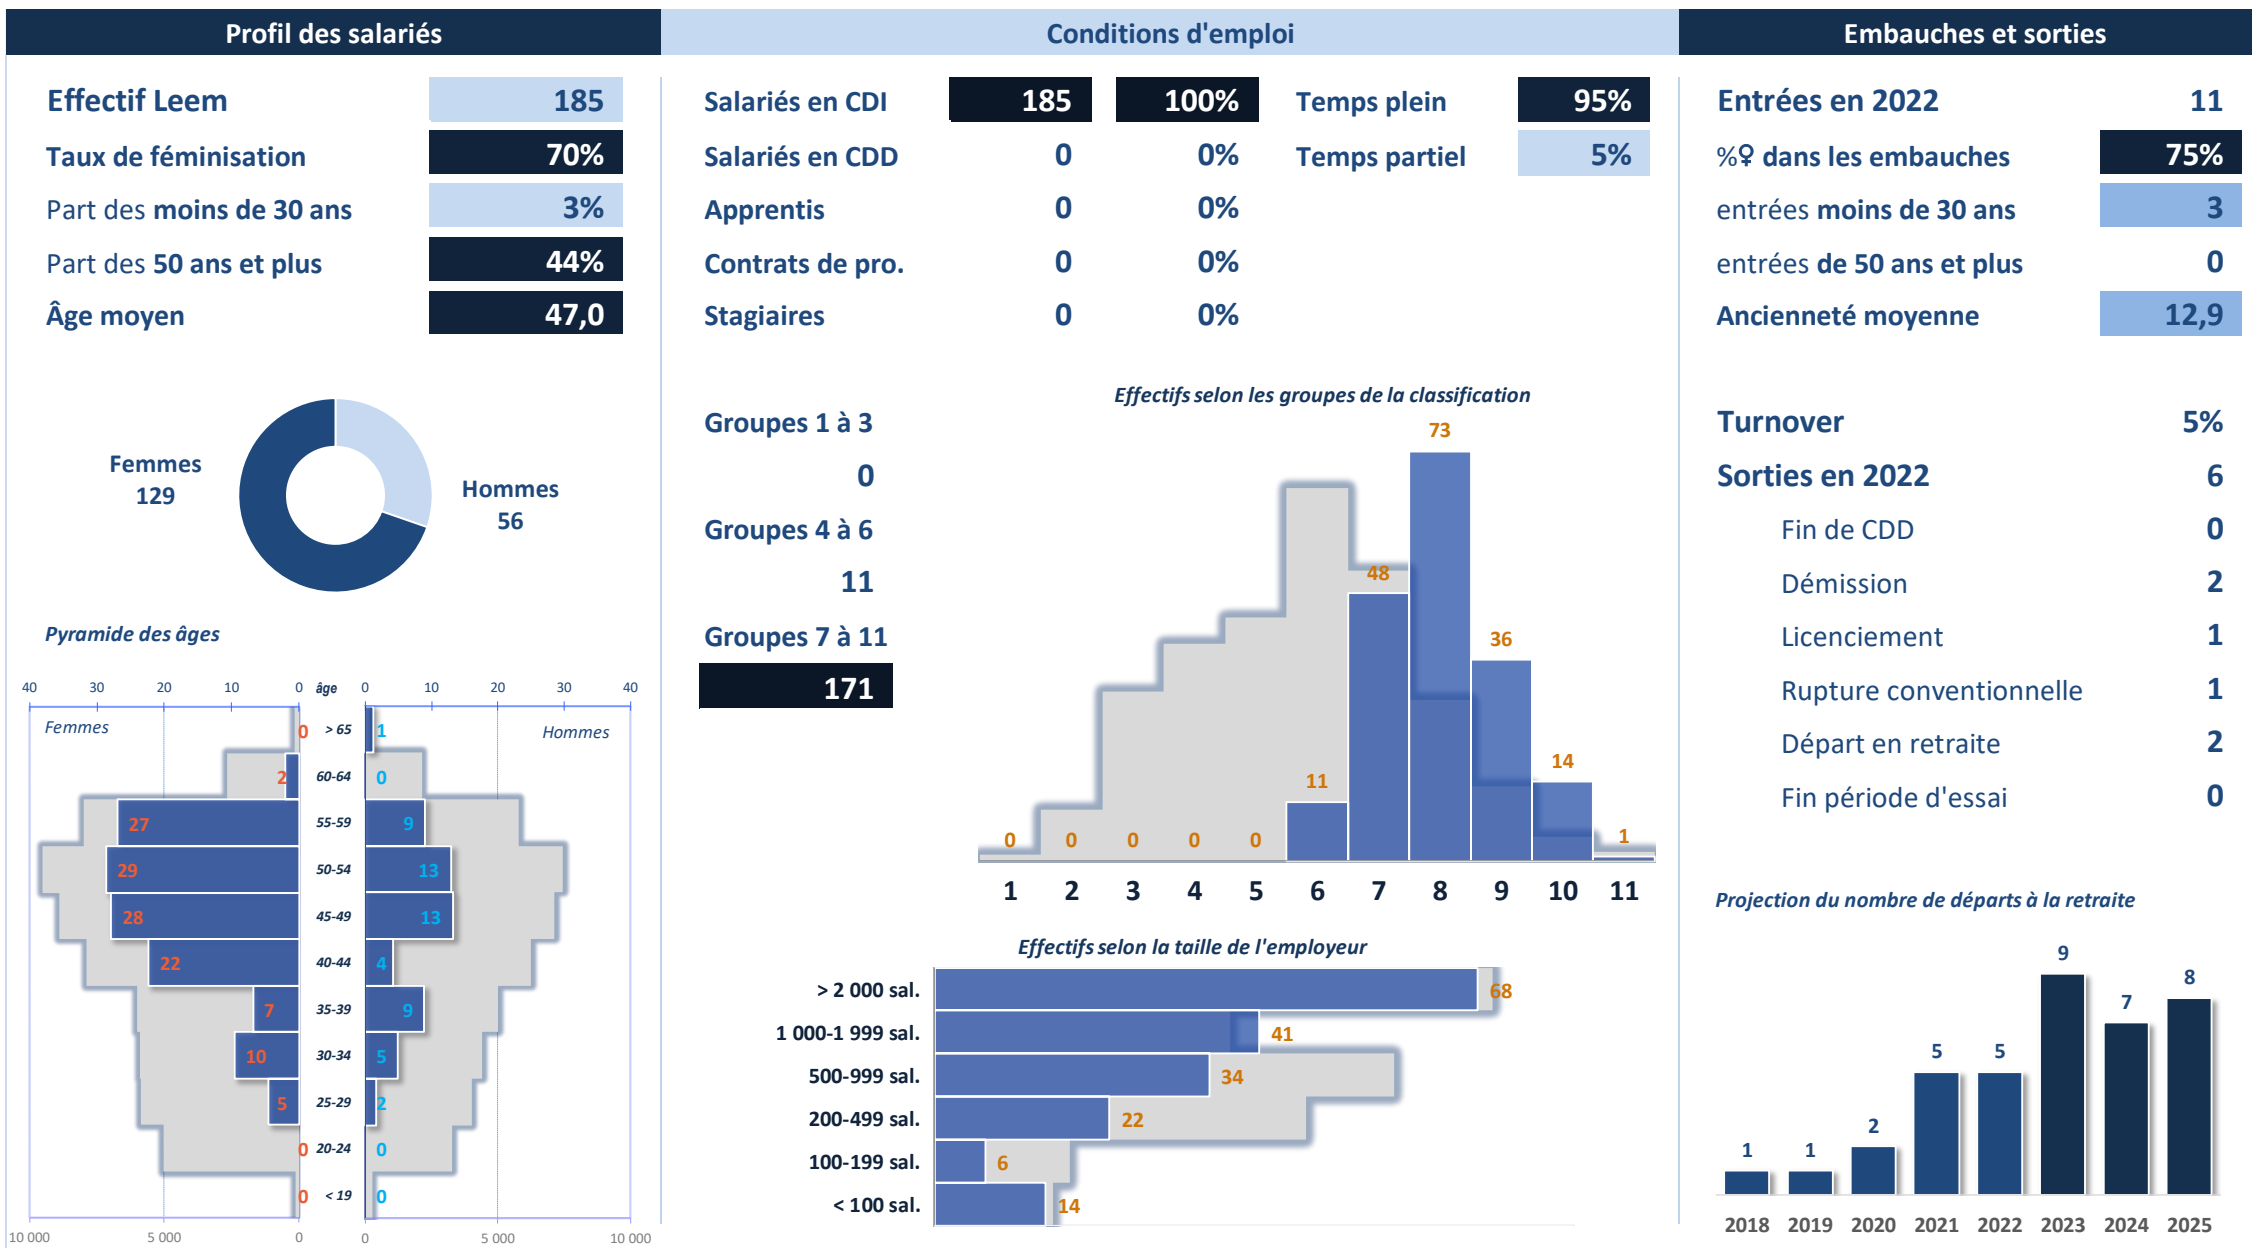 Profil des salariés
Effectif Leem 185
Taux de féminisation 70%
Part des moins de 30 ans 3%
Part des 50 ans et plus 44%
Âge moyen 47,0
Femmes
129
Hommes
56
Pyramide des âges
40 30 20 10 0 âge 0 10 20 30 40
Femmes Hommes
0 > 65 1
2 60-64 0
27 55-59 9
29 50-54 13
28 45-49 13
22 40-44 4
7 35-39 9
10 30-34 5
5 25-29 2
0 20-24 0
0 < 19 0
10 000 5 000 0 0 5 000 10 000
Conditions d'emploi
Salariés en CDI 185 100% Temps plein 95%
Salariés en CDD 0 0% Temps partiel 5%
Apprentis 0 0%
Contrats de pro. 0 0%
Stagiaires 0 0%
Groupes 1 à 3
0
Groupes 4 à 6
11
Groupes 7 à 11
171
Effectifs selon les groupes de la classification
0 0 0 0 0 11 48 73 36 14 1
1 2 3 4 5 6 7 8 9 10 11
Effectifs selon la taille de l'employeur
> 2 000 sal. 68
1 000-1 999 sal. 41
500-999 sal. 34
200-499 sal. 22
100-199 sal. 6
< 100 sal. 14
Embauches et sorties
Entrées en 2022 11
%♀ dans les embauches 75%
entrées moins de 30 ans 3
entrées de 50 ans et plus 0
Ancienneté moyenne 12,9
Turnover 5%
Sorties en 2022 6
Fin de CDD 0
Démission 2
Licenciement 1
Rupture conventionnelle 1
Départ en retraite 2
Fin période d'essai 0
Projection du nombre de départs à la retraite
1 1 2 5 5 9 7 8
2018 2019 2020 2021 2022 2023 2024 2025